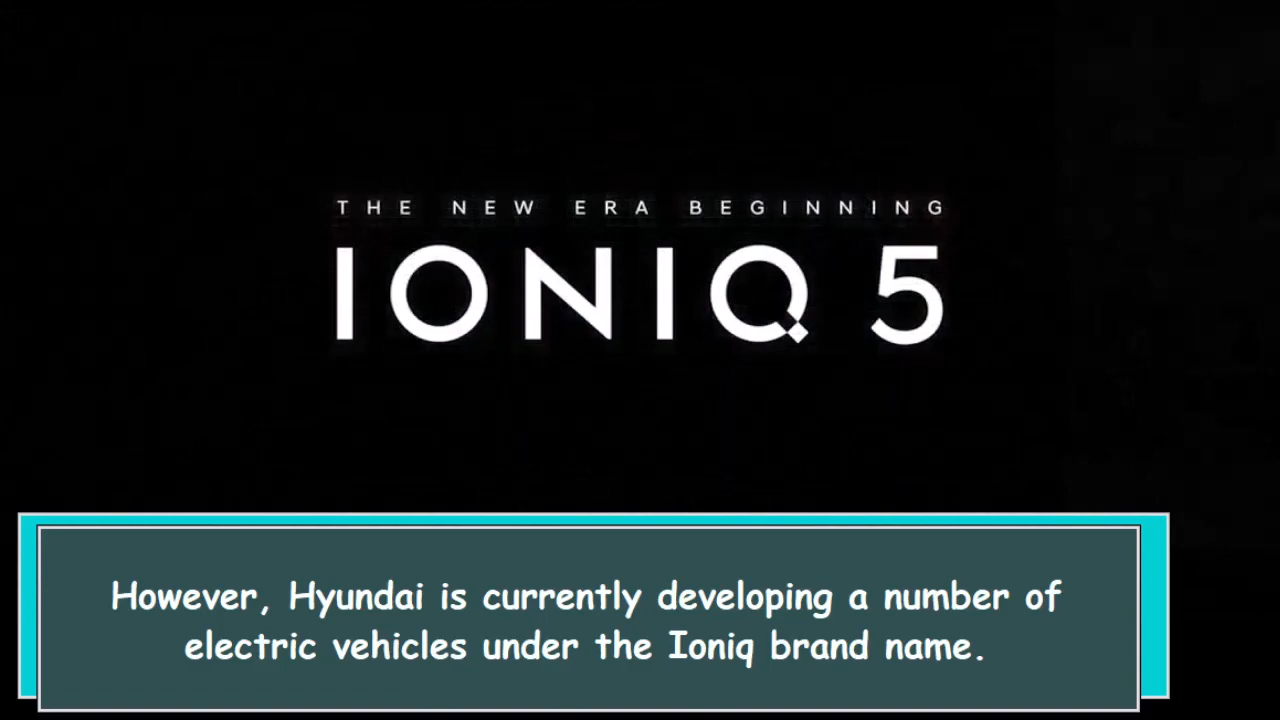 THE NEW ERA BEGINNING
IONIQ 5
However, Hyundai is currently developing a number of
electric vehicles under the Ioniq brand name.